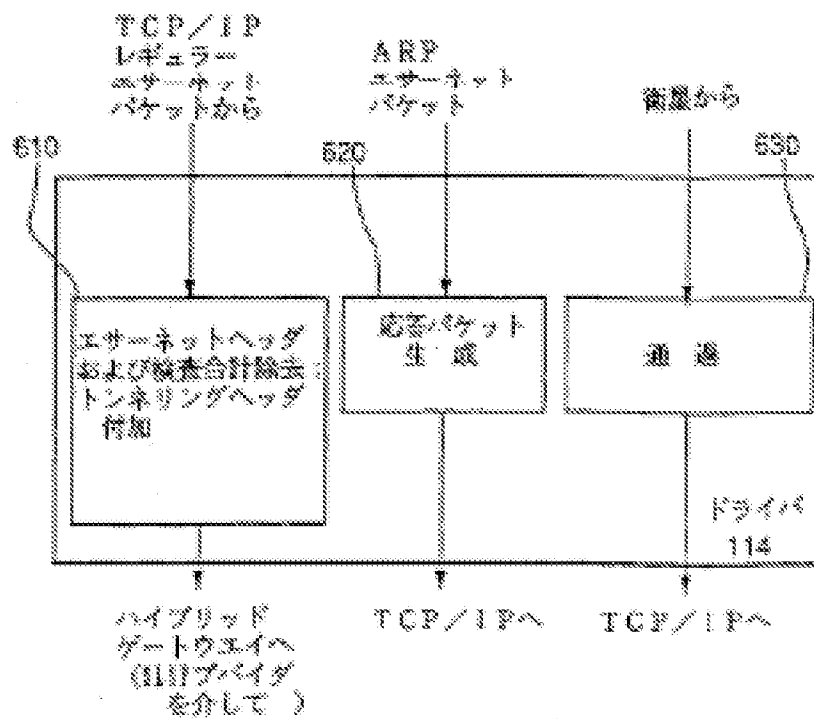 TCP/IP
レギュラー
エサーネット
パケットから
ARP
エサーネット
パケット
衛星から
610
620
630
エサーネットヘッダ
および検査合計除去:
トンネリングヘッダ
付加
応答パケット
生 成
通 過
ドライバ
114
ハイブリッド
ゲートウエイへ
を介して )
TCP/IPへ
TCP/IPへ